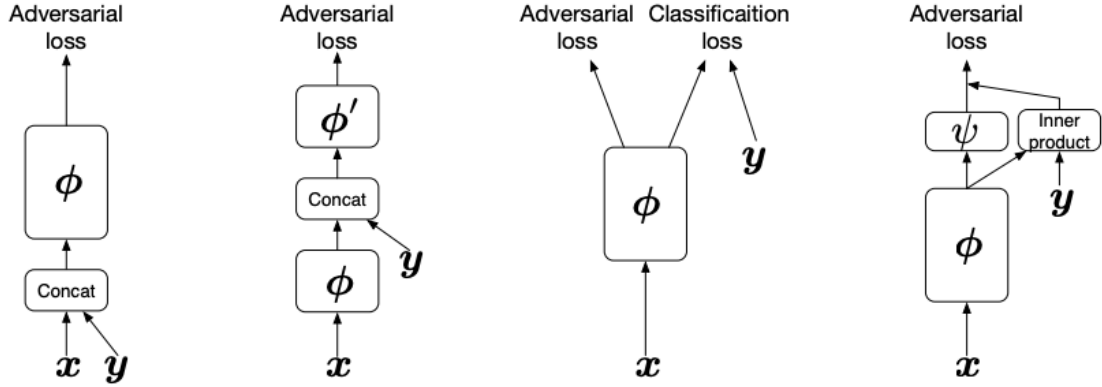 Adversarial
loss
ϕ
Concat
x y
Adversarial
loss
ϕ′
Concat
y
ϕ
x
Adversarial
loss
Classificaition
loss
y
ϕ
x
Adversarial
loss
ψ
Inner
product
y
ϕ
x